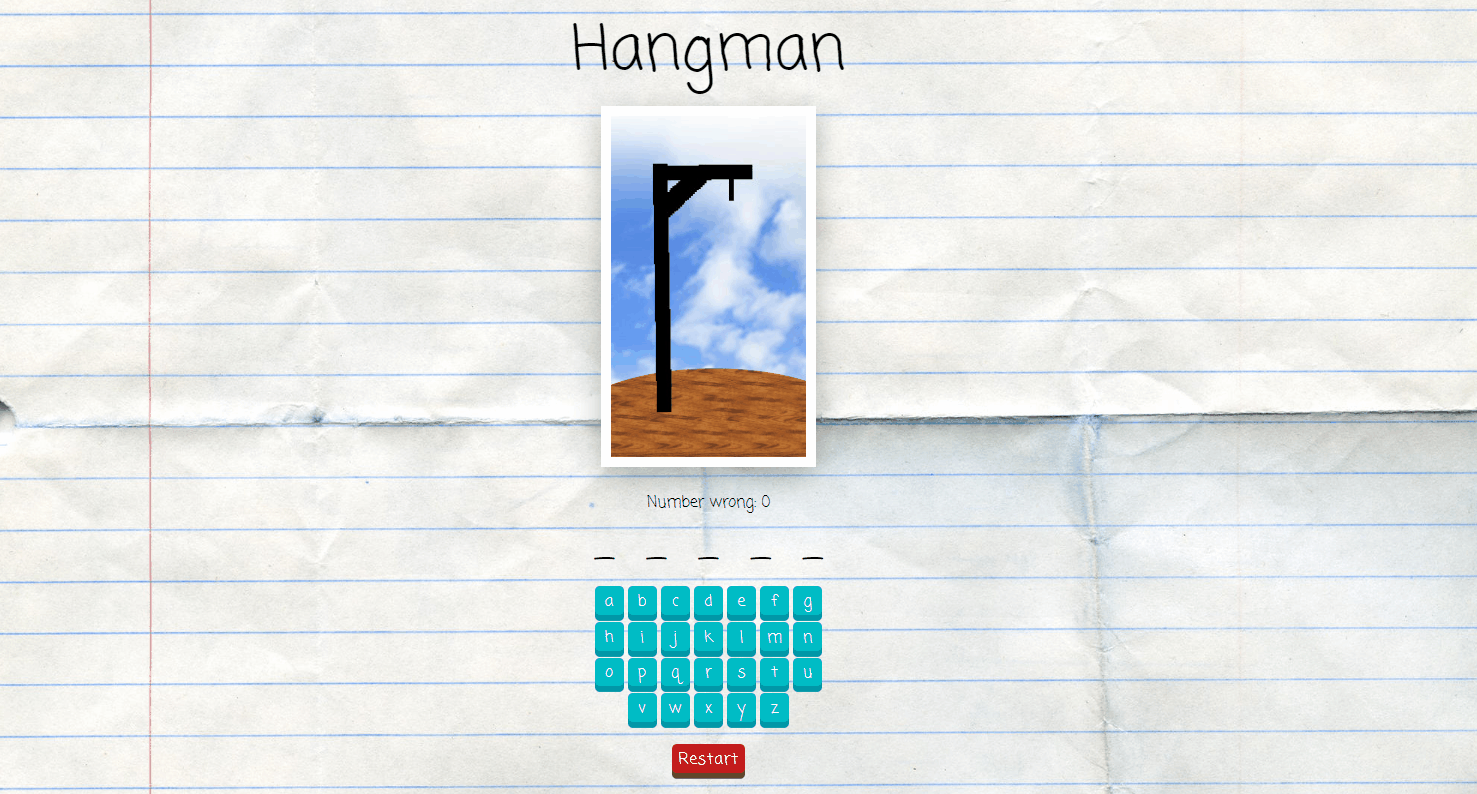 Hangman
Number wrong: 0
_ _ _ _ _
a b c d e f g
h i j k l m n
o p q r s t u
v w x y z
Restart